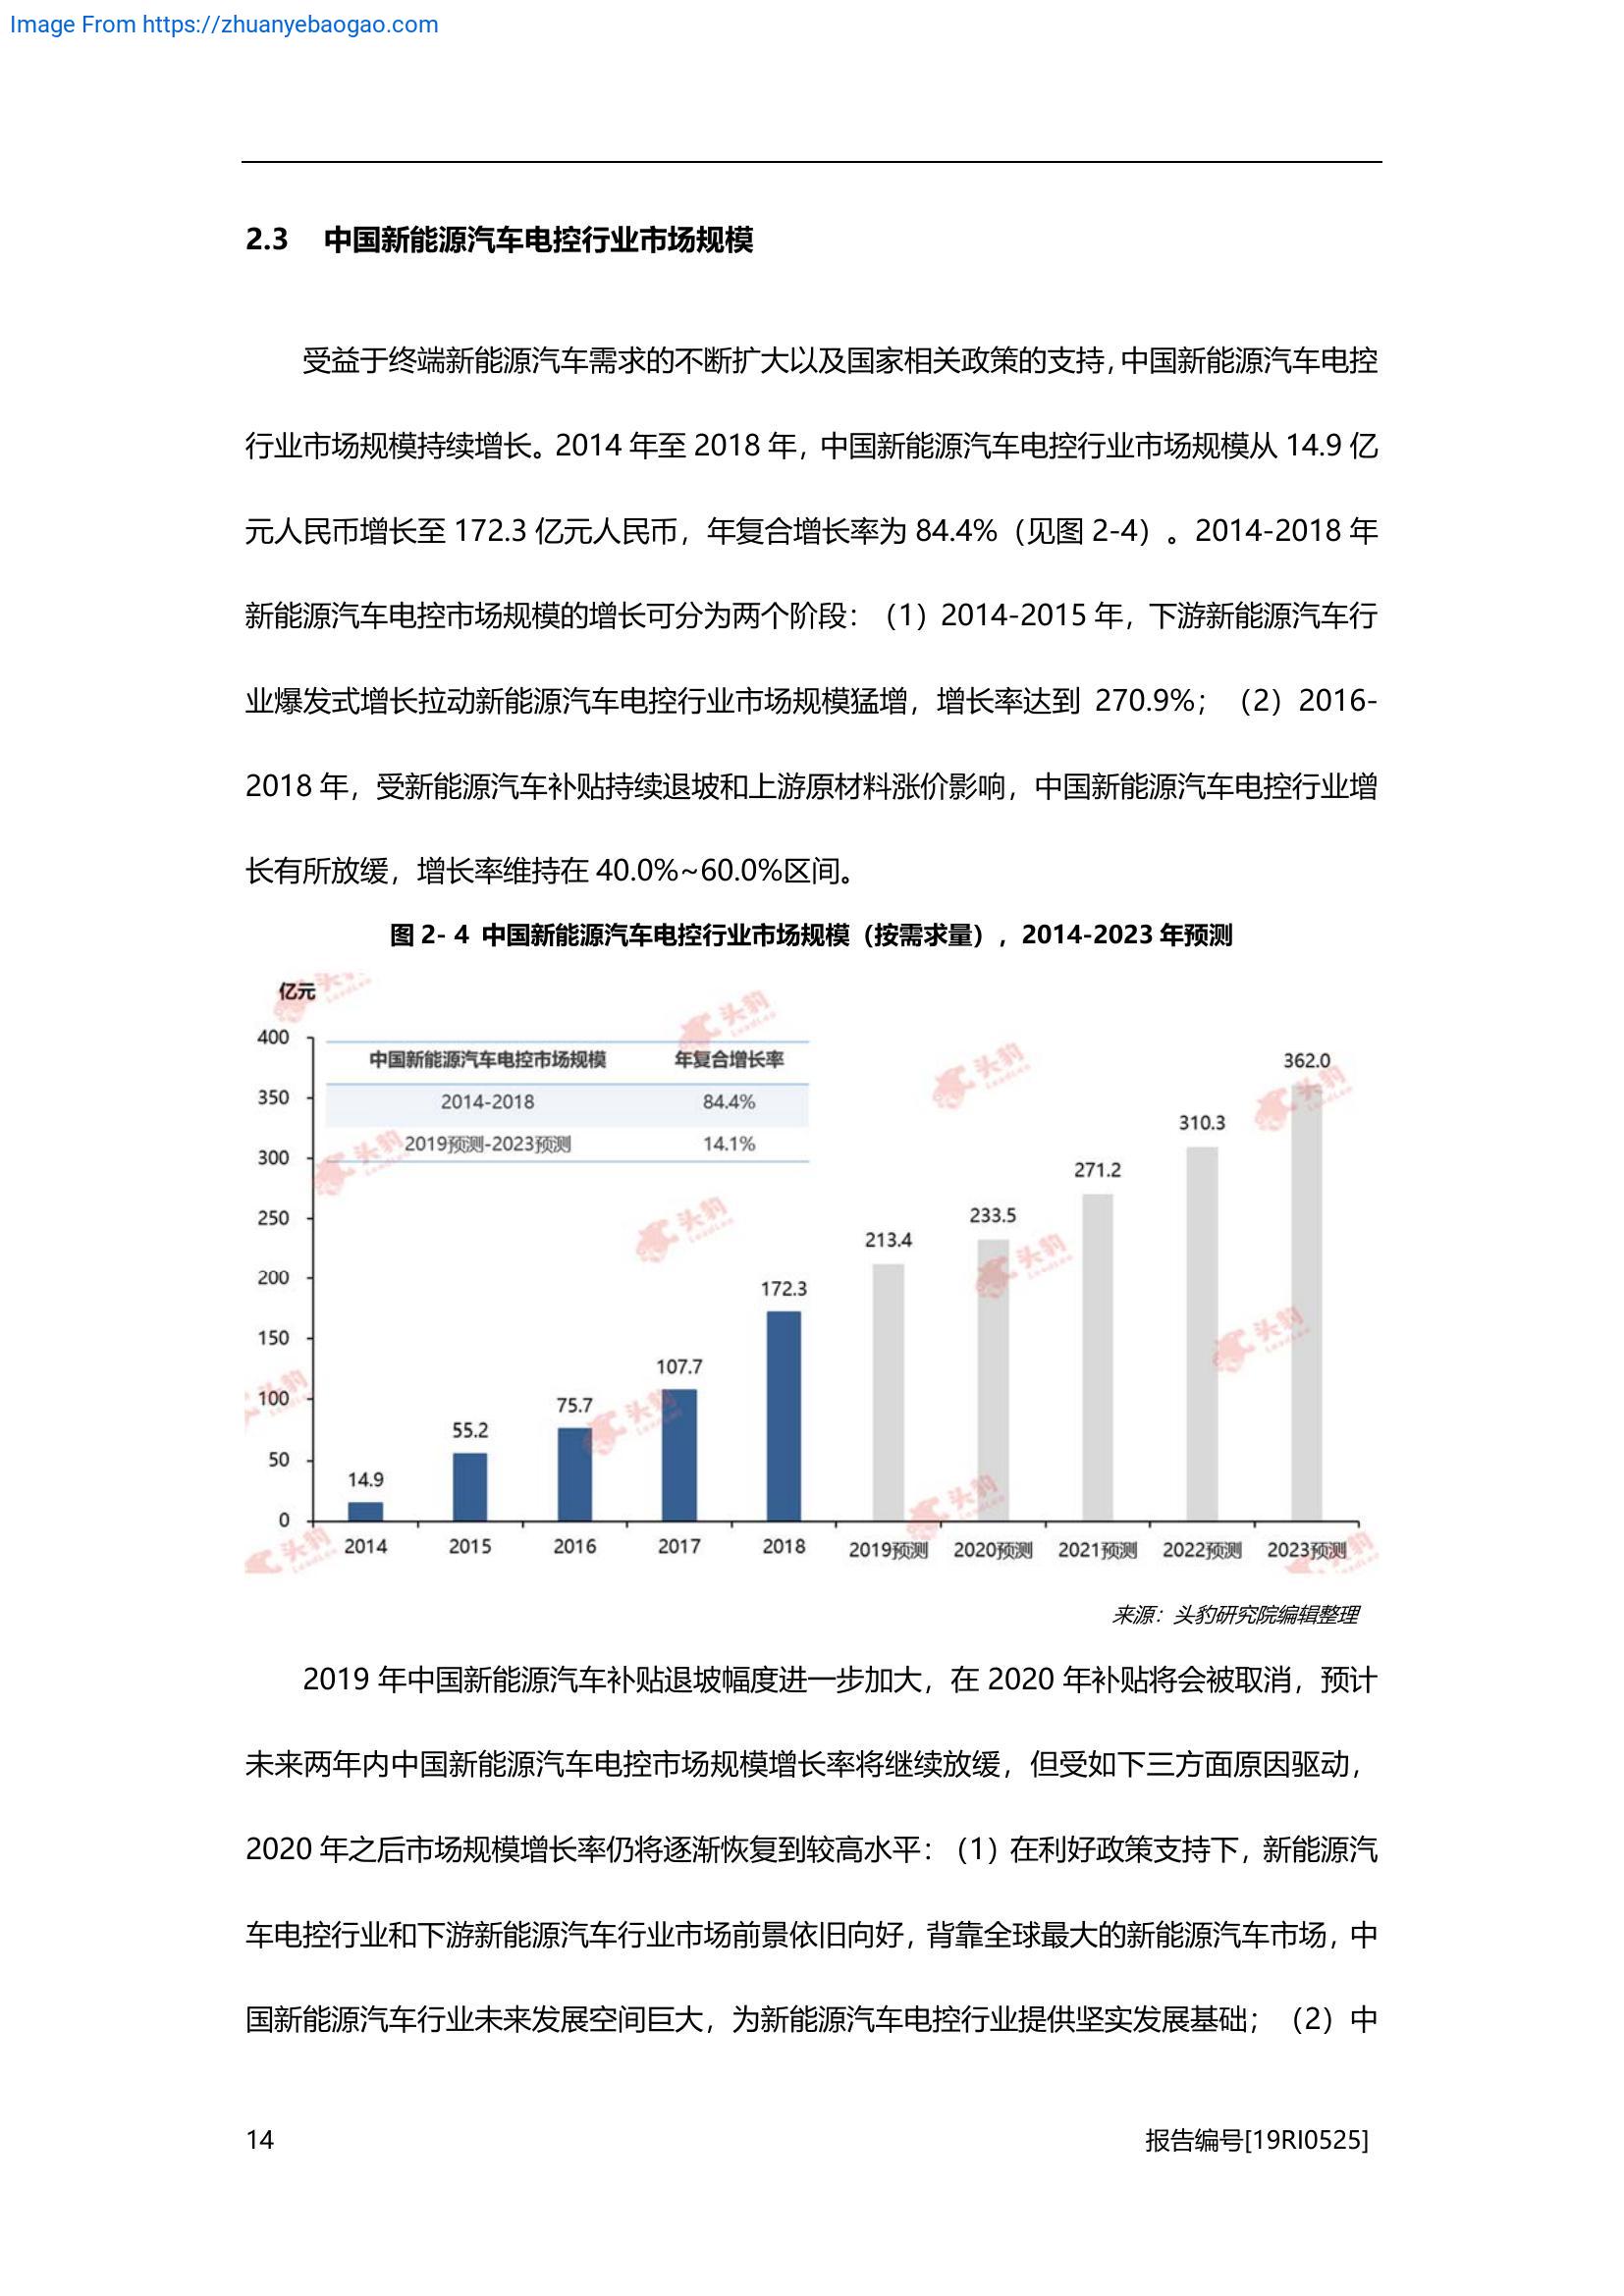 Image From https://zhuanyebaogao.com
2.3 中国新能源汽车电控行业市场规模
受益于终端新能源汽车需求的不断扩大以及国家相关政策的支持，中国新能源汽车电控
行业市场规模持续增长。2014 年至 2018 年，中国新能源汽车电控行业市场规模从 14.9 亿
元人民币增长至 172.3 亿元人民币，年复合增长率为 84.4%（见图 2-4）。2014-2018 年
新能源汽车电控市场规模的增长可分为两个阶段：（1）2014-2015 年，下游新能源汽车行
业爆发式增长拉动新能源汽车电控行业市场规模猛增，增长率达到 270.9%；（2）2016-
2018 年，受新能源汽车补贴持续退坡和上游原材料涨价影响，中国新能源汽车电控行业增
长有所放缓，增长率维持在 40.0%~60.0%区间。
图 2- 4 中国新能源汽车电控行业市场规模（按需求量），2014-2023 年预测
亿元
400
350
300
250
200
150
100
50
0
中国新能源汽车电控市场规模 年复合增长率
2014-2018 84.4%
2019预测-2023预测 14.1%
14.9
55.2
75.7
107.7
172.3
213.4
233.5
271.2
310.3
362.0
2014 2015 2016 2017 2018 2019预测 2020预测 2021预测 2022预测 2023预测
头豹
LeadLeo
来源：头豹研究院编辑整理
2019 年中国新能源汽车补贴退坡幅度进一步加大，在 2020 年补贴将会被取消，预计
未来两年内中国新能源汽车电控市场规模增长率将继续放缓，但受如下三方面原因驱动，
2020 年之后市场规模增长率仍将逐渐恢复到较高水平：（1）在利好政策支持下，新能源汽
车电控行业和下游新能源汽车行业市场前景依旧向好，背靠全球最大的新能源汽车市场，中
国新能源汽车行业未来发展空间巨大，为新能源汽车电控行业提供坚实发展基础；（2）中
14
报告编号[19RI0525]